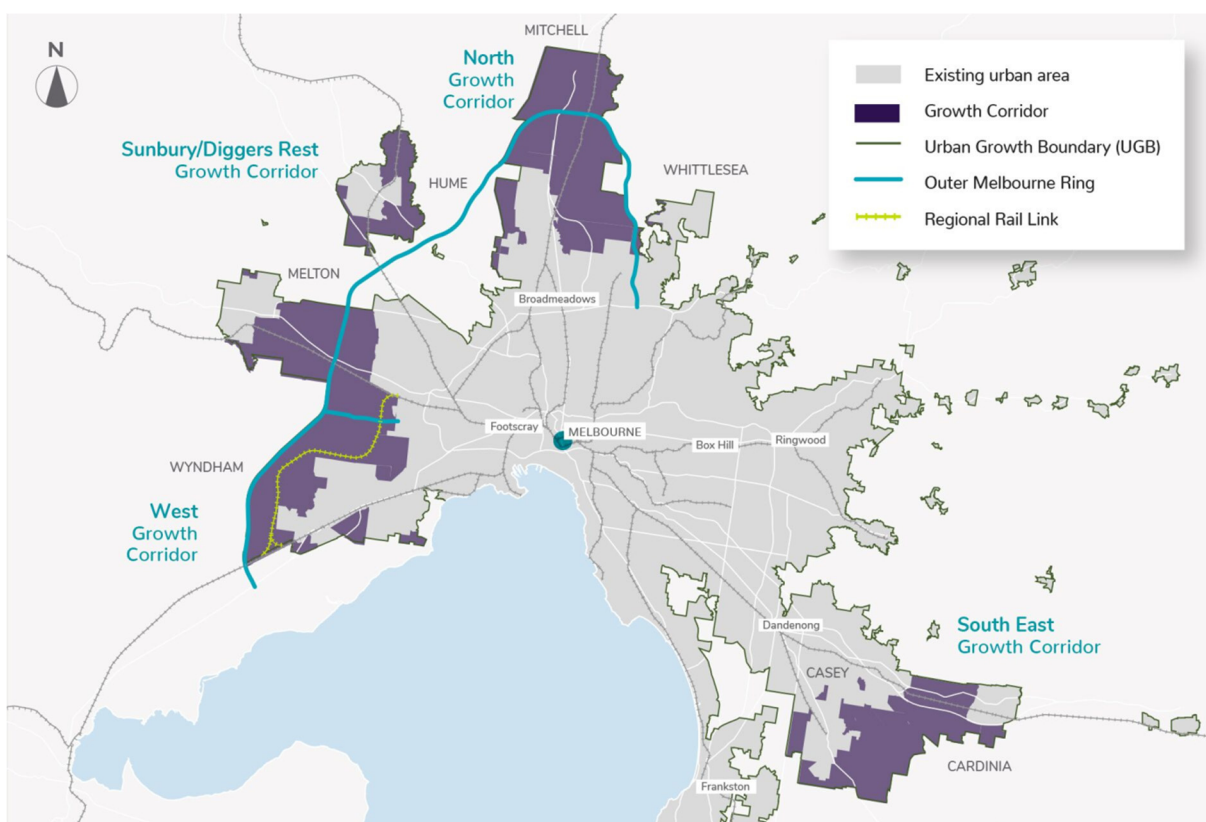 N
MITCHELL
North
Growth
Corridor
Sunbury/Diggers Rest
Growth Corridor
HUME
WHITTLESEA
MELTON
Broadmeadows
Footscray
MELBOURNE
Box Hill
Ringwood
WYNDHAM
West
Growth
Corridor
Dandenong
South East
Growth Corridor
CASEY
CARDINIA
Frankston
Existing urban area
Growth Corridor
Urban Growth Boundary (UGB)
Outer Melbourne Ring
Regional Rail Link